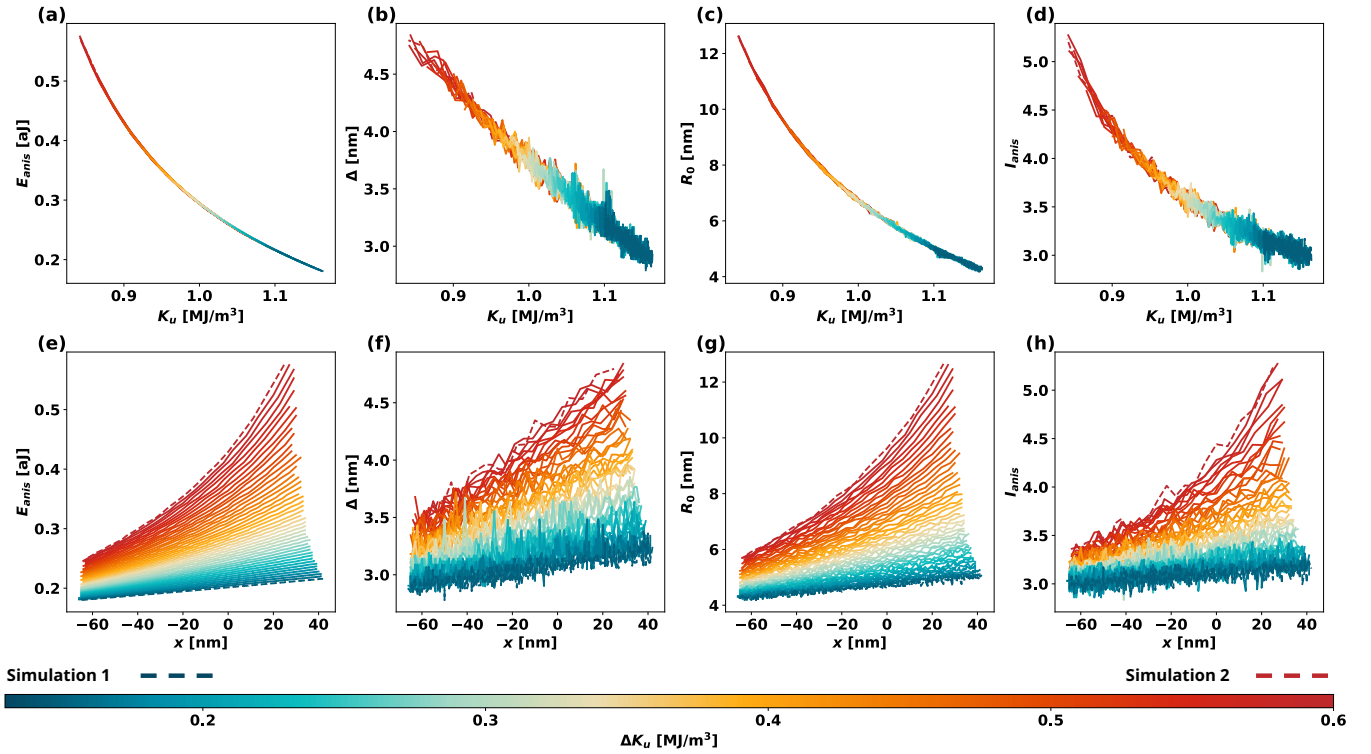 (a)
(b)
(c)
(d)
0.5
0.4
0.3
0.2
E_anis [aJ]
0.9 1.0 1.1
K_u [MJ/m³]
4.5
4.0
3.5
3.0
Δ [nm]
0.9 1.0 1.1
K_u [MJ/m³]
12
10
8
6
4
R_0 [nm]
0.9 1.0 1.1
K_u [MJ/m³]
5.0
4.5
4.0
3.5
3.0
I_anis
0.9 1.0 1.1
K_u [MJ/m³]
(e)
(f)
(g)
(h)
0.5
0.4
0.3
0.2
E_anis [aJ]
−60 −40 −20 0 20 40
x [nm]
4.5
4.0
3.5
3.0
Δ [nm]
−60 −40 −20 0 20 40
x [nm]
12
10
8
6
4
R_0 [nm]
−60 −40 −20 0 20 40
x [nm]
5.0
4.5
4.0
3.5
3.0
I_anis
−60 −40 −20 0 20 40
x [nm]
Simulation 1
Simulation 2
0.2 0.3 0.4 0.5 0.6
ΔK_u [MJ/m³]